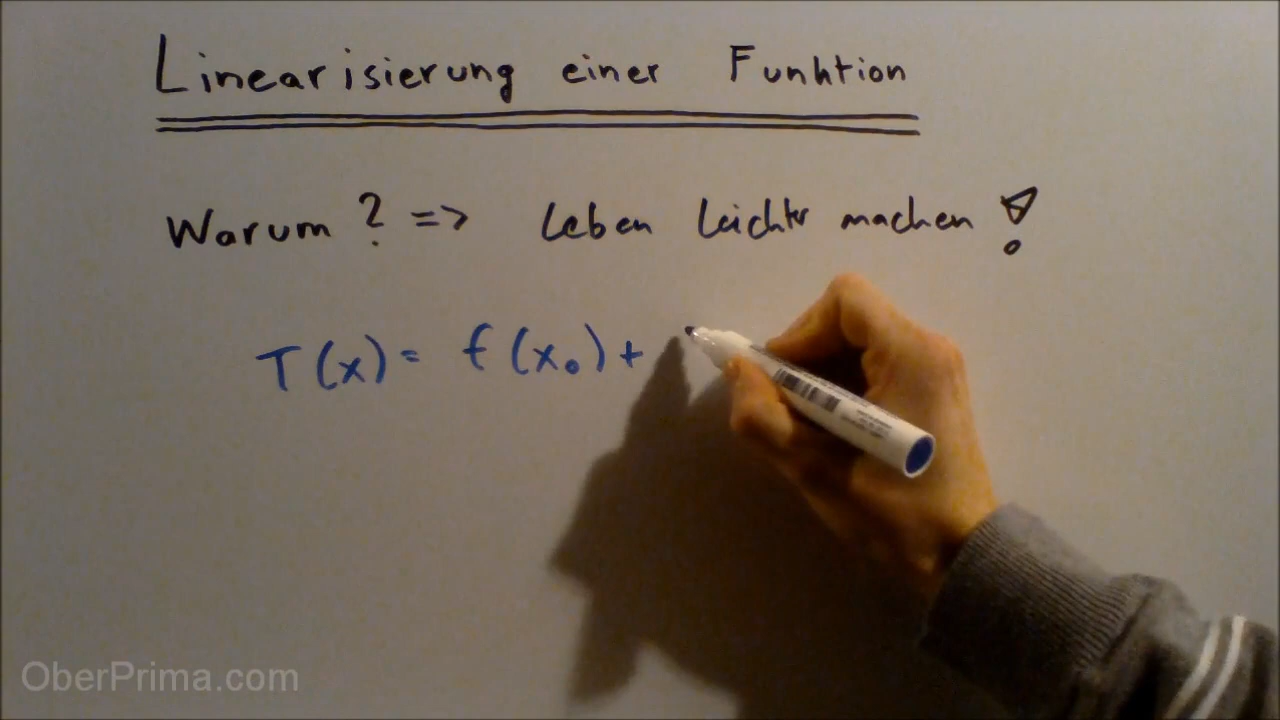 Linearisierung einer Funktion
Warum ? => Leben leichter machen !
T(x) = f(x₀) +
OberPrima.com